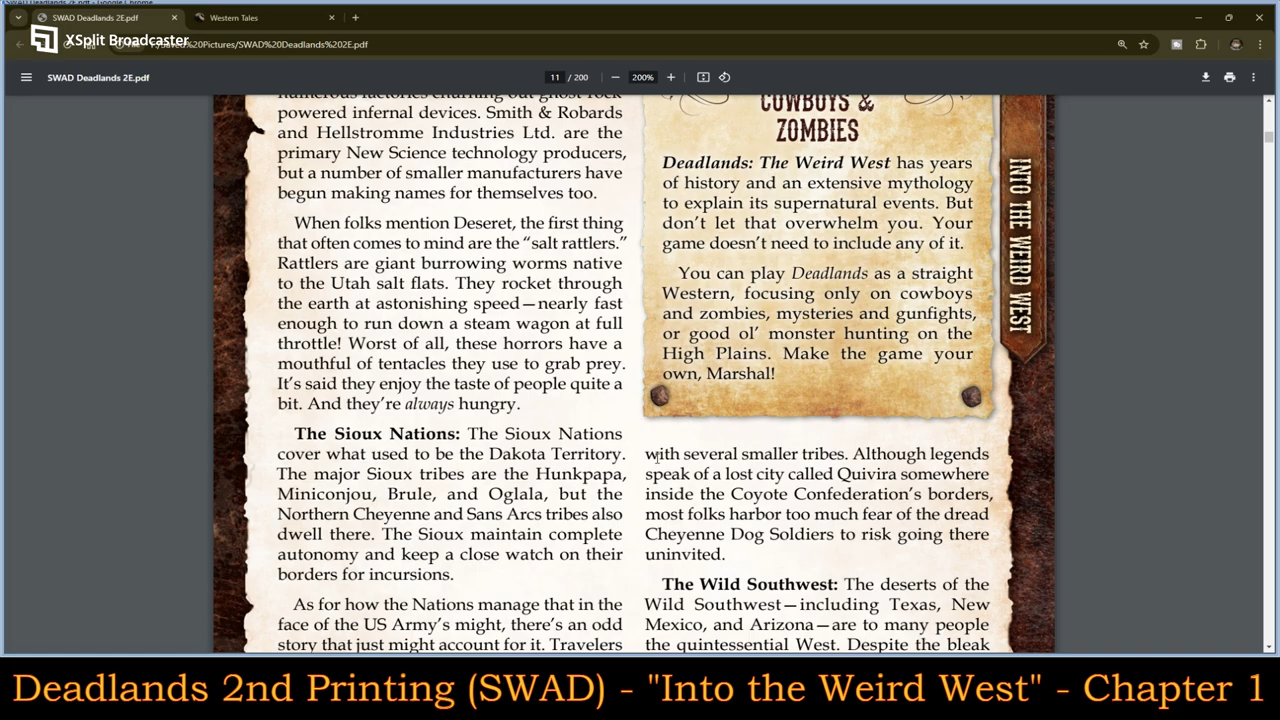 SWAD Deadlands 2E.pdf
Western Tales
XSplit Broadcaster
Pictures/SWAD%20Deadlands%202E.pdf
SWAD Deadlands 2E.pdf
11 / 200
200%
powered infernal devices. Smith & Robards
and Hellstromme Industries Ltd. are the
primary New Science technology producers,
but a number of smaller manufacturers have
begun making names for themselves too.
When folks mention Deseret, the first thing
that often comes to mind are the “salt rattlers.”
Rattlers are giant burrowing worms native
to the Utah salt flats. They rocket through
the earth at astonishing speed—nearly fast
enough to run down a steam wagon at full
throttle! Worst of all, these horrors have a
mouthful of tentacles they use to grab prey.
It’s said they enjoy the taste of people quite a
bit. And they’re always hungry.
The Sioux Nations: The Sioux Nations
cover what used to be the Dakota Territory.
The major Sioux tribes are the Hunkpapa,
Miniconjou, Brule, and Oglala, but the
Northern Cheyenne and Sans Arcs tribes also
dwell there. The Sioux maintain complete
autonomy and keep a close watch on their
borders for incursions.
As for how the Nations manage that in the
face of the US Army’s might, there’s an odd
story that just might account for it. Travelers
COWBOYS &
ZOMBIES
Deadlands: The Weird West has years
of history and an extensive mythology
to explain its supernatural events. But
don’t let that overwhelm you. Your
game doesn’t need to include any of it.
You can play Deadlands as a straight
Western, focusing only on cowboys
and zombies, mysteries and gunfights,
or good ol’ monster hunting on the
High Plains. Make the game your
own, Marshal!
with several smaller tribes. Although legends
speak of a lost city called Quivira somewhere
inside the Coyote Confederation’s borders,
most folks harbor too much fear of the dread
Cheyenne Dog Soldiers to risk going there
uninvited.
The Wild Southwest: The deserts of the
Wild Southwest—including Texas, New
Mexico, and Arizona—are to many people
the quintessential West. Despite the bleak
INTO THE WEIRD WEST
Deadlands 2nd Printing (SWAD) - "Into the Weird West" - Chapter 1